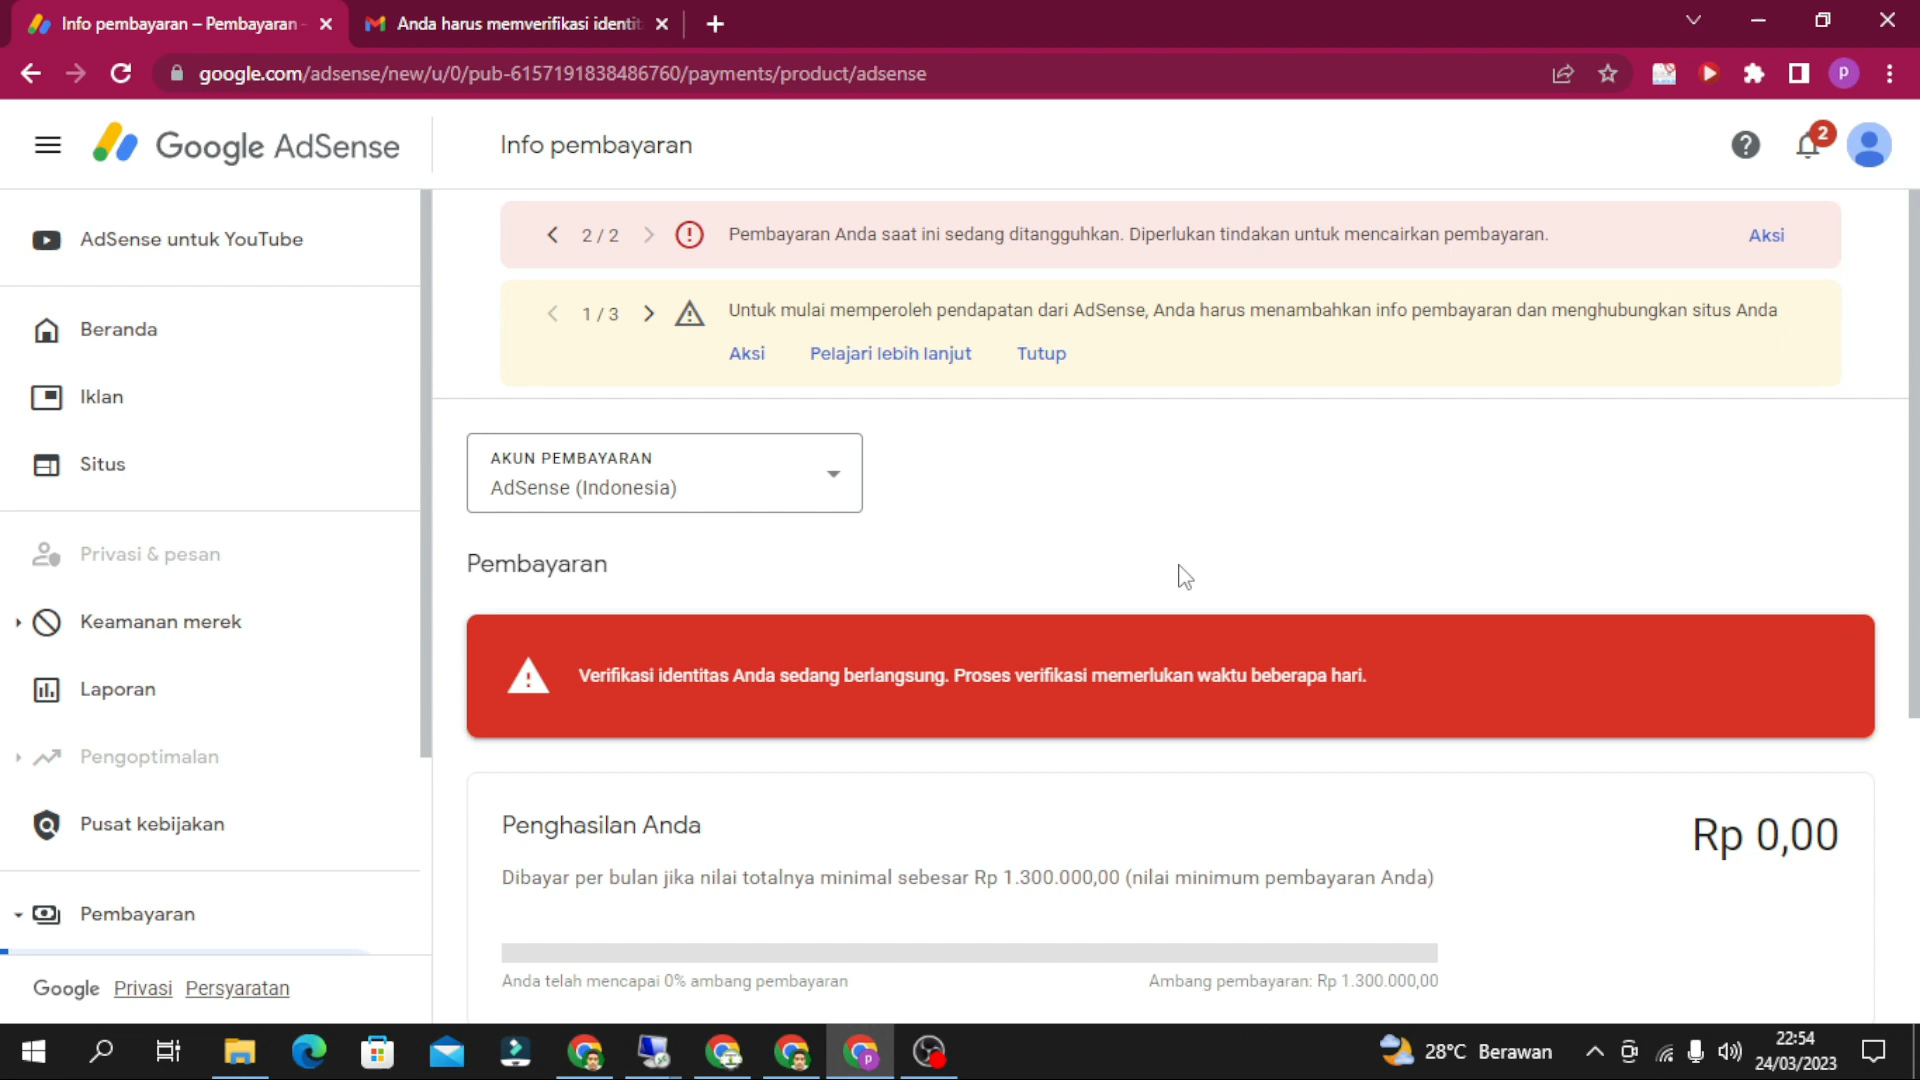 Info pembayaran – Pembayaran -
Anda harus memverifikasi identit
google.com/adsense/new/u/0/pub-6157191838486760/payments/product/adsense
P
Google AdSense
Info pembayaran
2
AdSense untuk YouTube
Beranda
Iklan
Situs
Privasi & pesan
Keamanan merek
Laporan
Pengoptimalan
Pusat kebijakan
Pembayaran
Google Privasi Persyaratan
2 / 2
Pembayaran Anda saat ini sedang ditangguhkan. Diperlukan tindakan untuk mencairkan pembayaran.
Aksi
1 / 3
Untuk mulai memperoleh pendapatan dari AdSense, Anda harus menambahkan info pembayaran dan menghubungkan situs Anda
Aksi Pelajari lebih lanjut Tutup
AKUN PEMBAYARAN
AdSense (Indonesia)
Pembayaran
Verifikasi identitas Anda sedang berlangsung. Proses verifikasi memerlukan waktu beberapa hari.
Penghasilan Anda
Rp 0,00
Dibayar per bulan jika nilai totalnya minimal sebesar Rp 1.300.000,00 (nilai minimum pembayaran Anda)
Anda telah mencapai 0% ambang pembayaran
Ambang pembayaran: Rp 1.300.000,00
P
28°C Berawan
22:54
24/03/2023